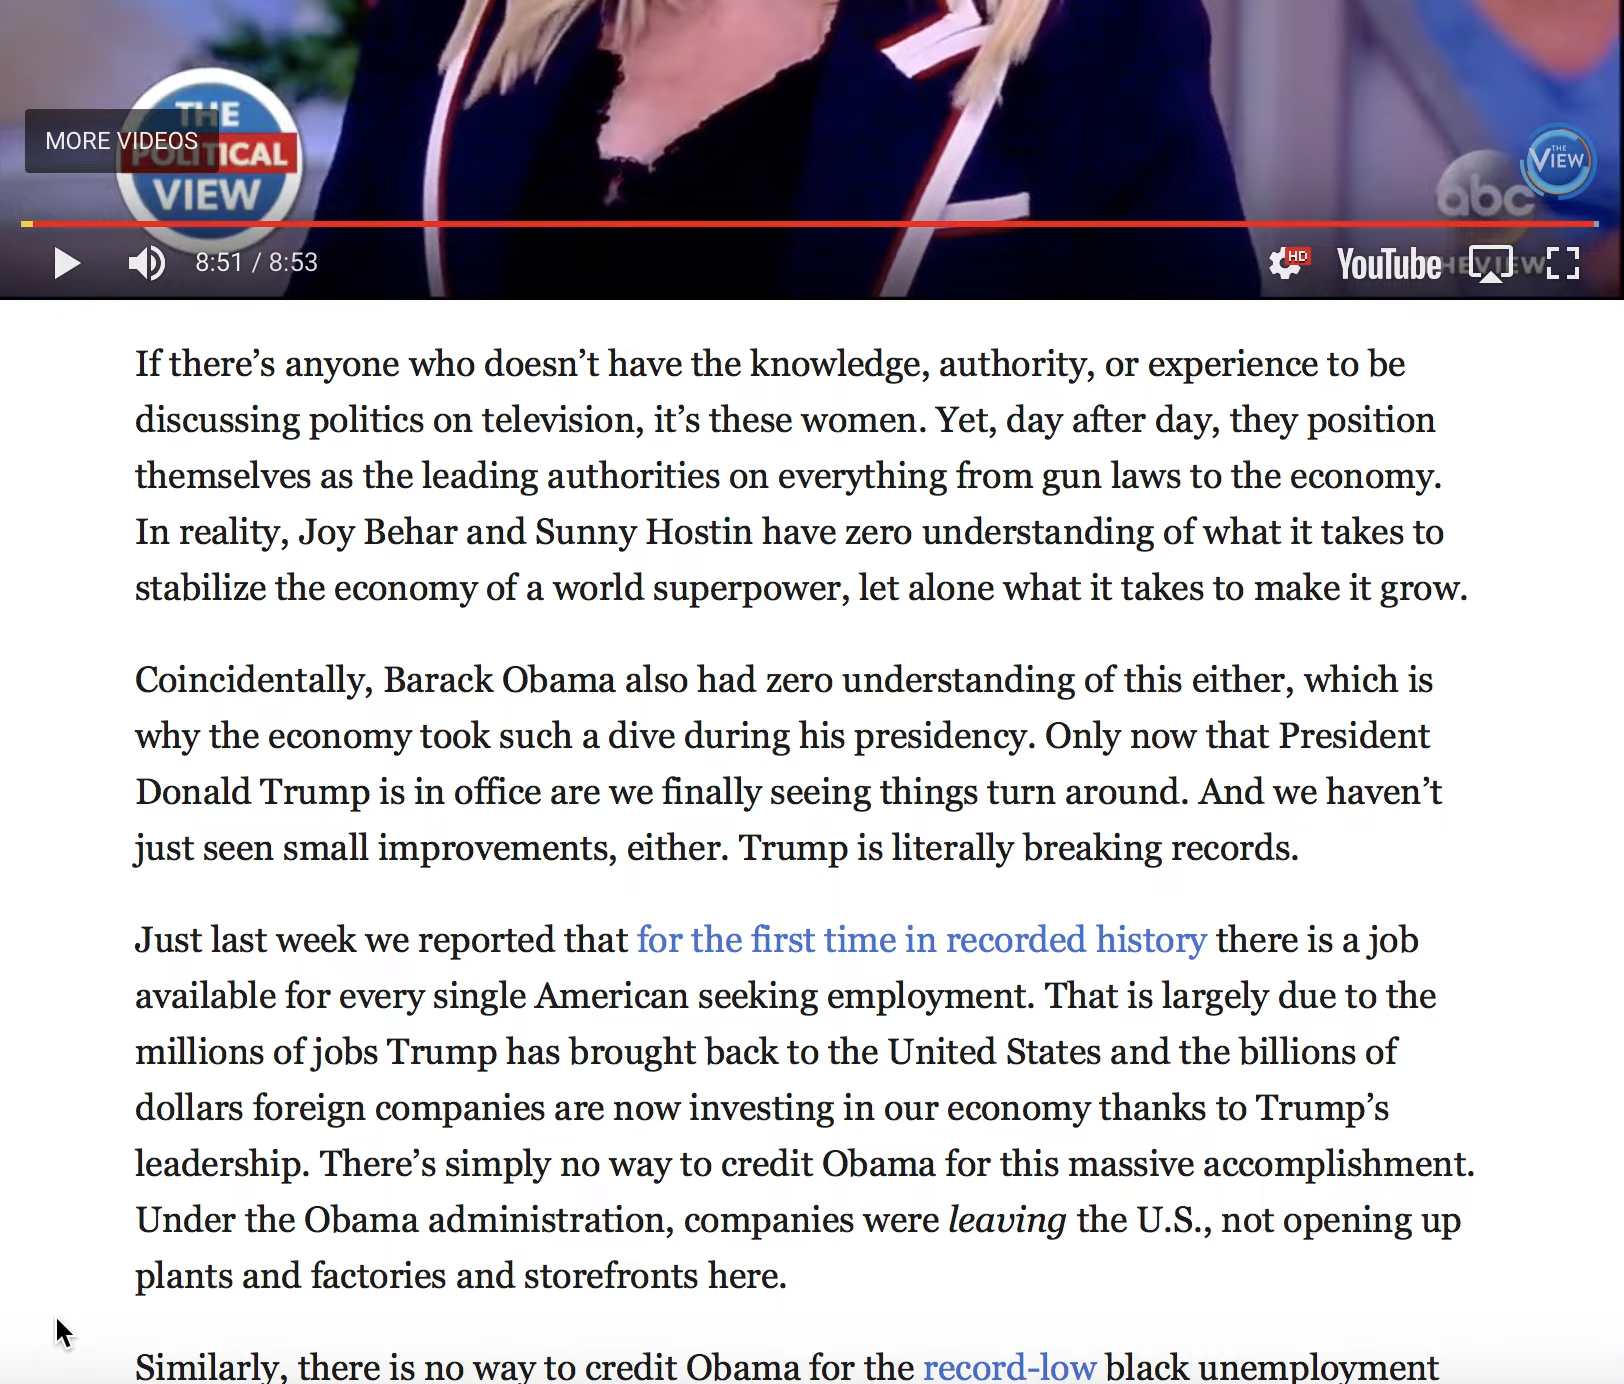 THE
MORE VIDEOS
POLITICAL
VIEW
THE
VIEW
abc
8:51 / 8:53
HD
YouTube
HEVIEW
If there’s anyone who doesn’t have the knowledge, authority, or experience to be
discussing politics on television, it’s these women. Yet, day after day, they position
themselves as the leading authorities on everything from gun laws to the economy.
In reality, Joy Behar and Sunny Hostin have zero understanding of what it takes to
stabilize the economy of a world superpower, let alone what it takes to make it grow.
Coincidentally, Barack Obama also had zero understanding of this either, which is
why the economy took such a dive during his presidency. Only now that President
Donald Trump is in office are we finally seeing things turn around. And we haven’t
just seen small improvements, either. Trump is literally breaking records.
Just last week we reported that for the first time in recorded history there is a job
available for every single American seeking employment. That is largely due to the
millions of jobs Trump has brought back to the United States and the billions of
dollars foreign companies are now investing in our economy thanks to Trump’s
leadership. There’s simply no way to credit Obama for this massive accomplishment.
Under the Obama administration, companies were leaving the U.S., not opening up
plants and factories and storefronts here.
Similarly, there is no way to credit Obama for the record-low black unemployment